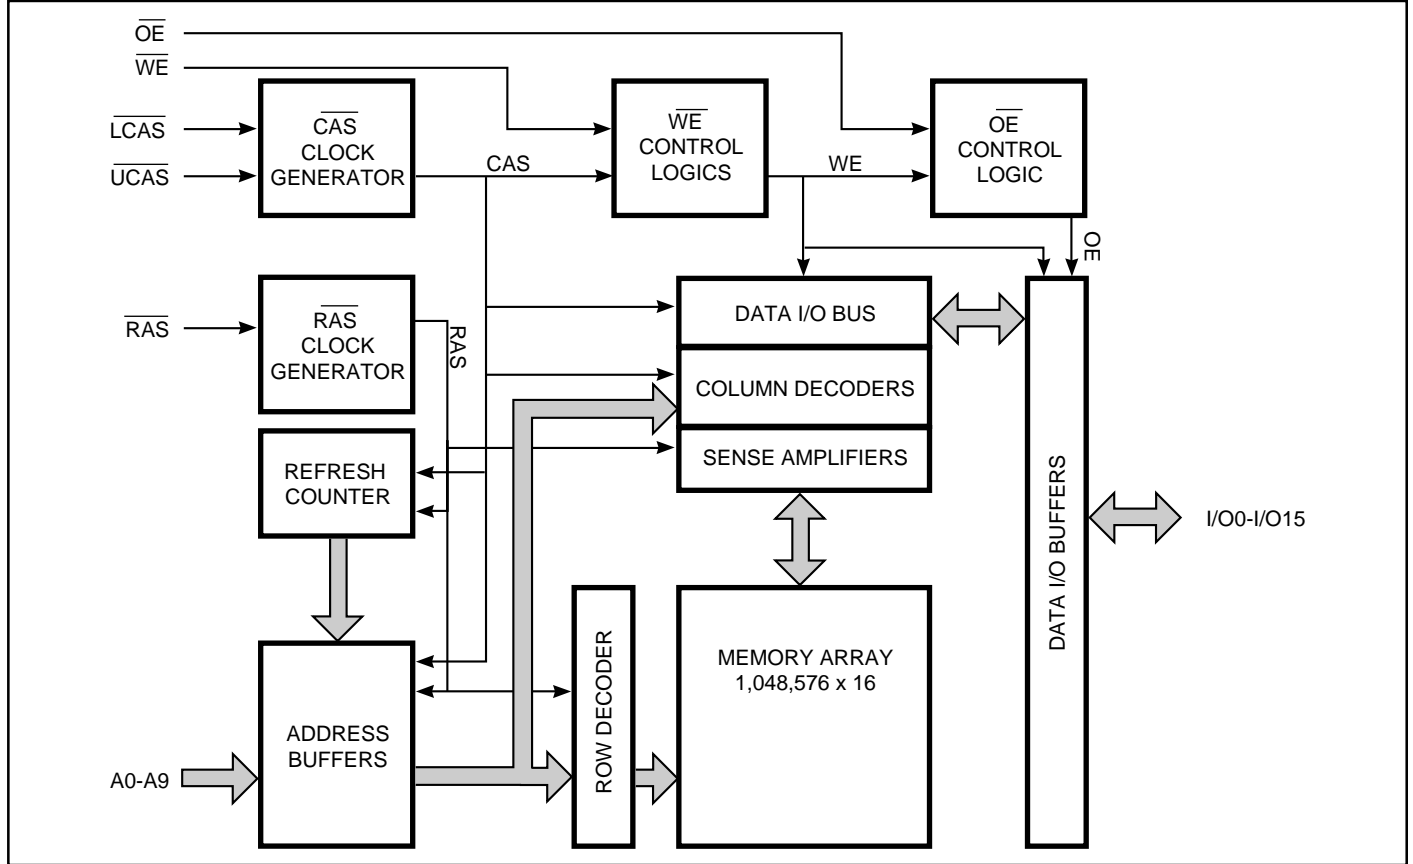 OE
WE
LCAS
UCAS
CAS
CLOCK
GENERATOR
CAS
WE
CONTROL
LOGICS
WE
OE
CONTROL
LOGIC
OE
RAS
RAS
CLOCK
GENERATOR
RAS
DATA I/O BUS
COLUMN DECODERS
SENSE AMPLIFIERS
REFRESH
COUNTER
DATA I/O BUFFERS
I/O0-I/O15
ADDRESS
BUFFERS
A0-A9
ROW DECODER
MEMORY ARRAY
1,048,576 x 16